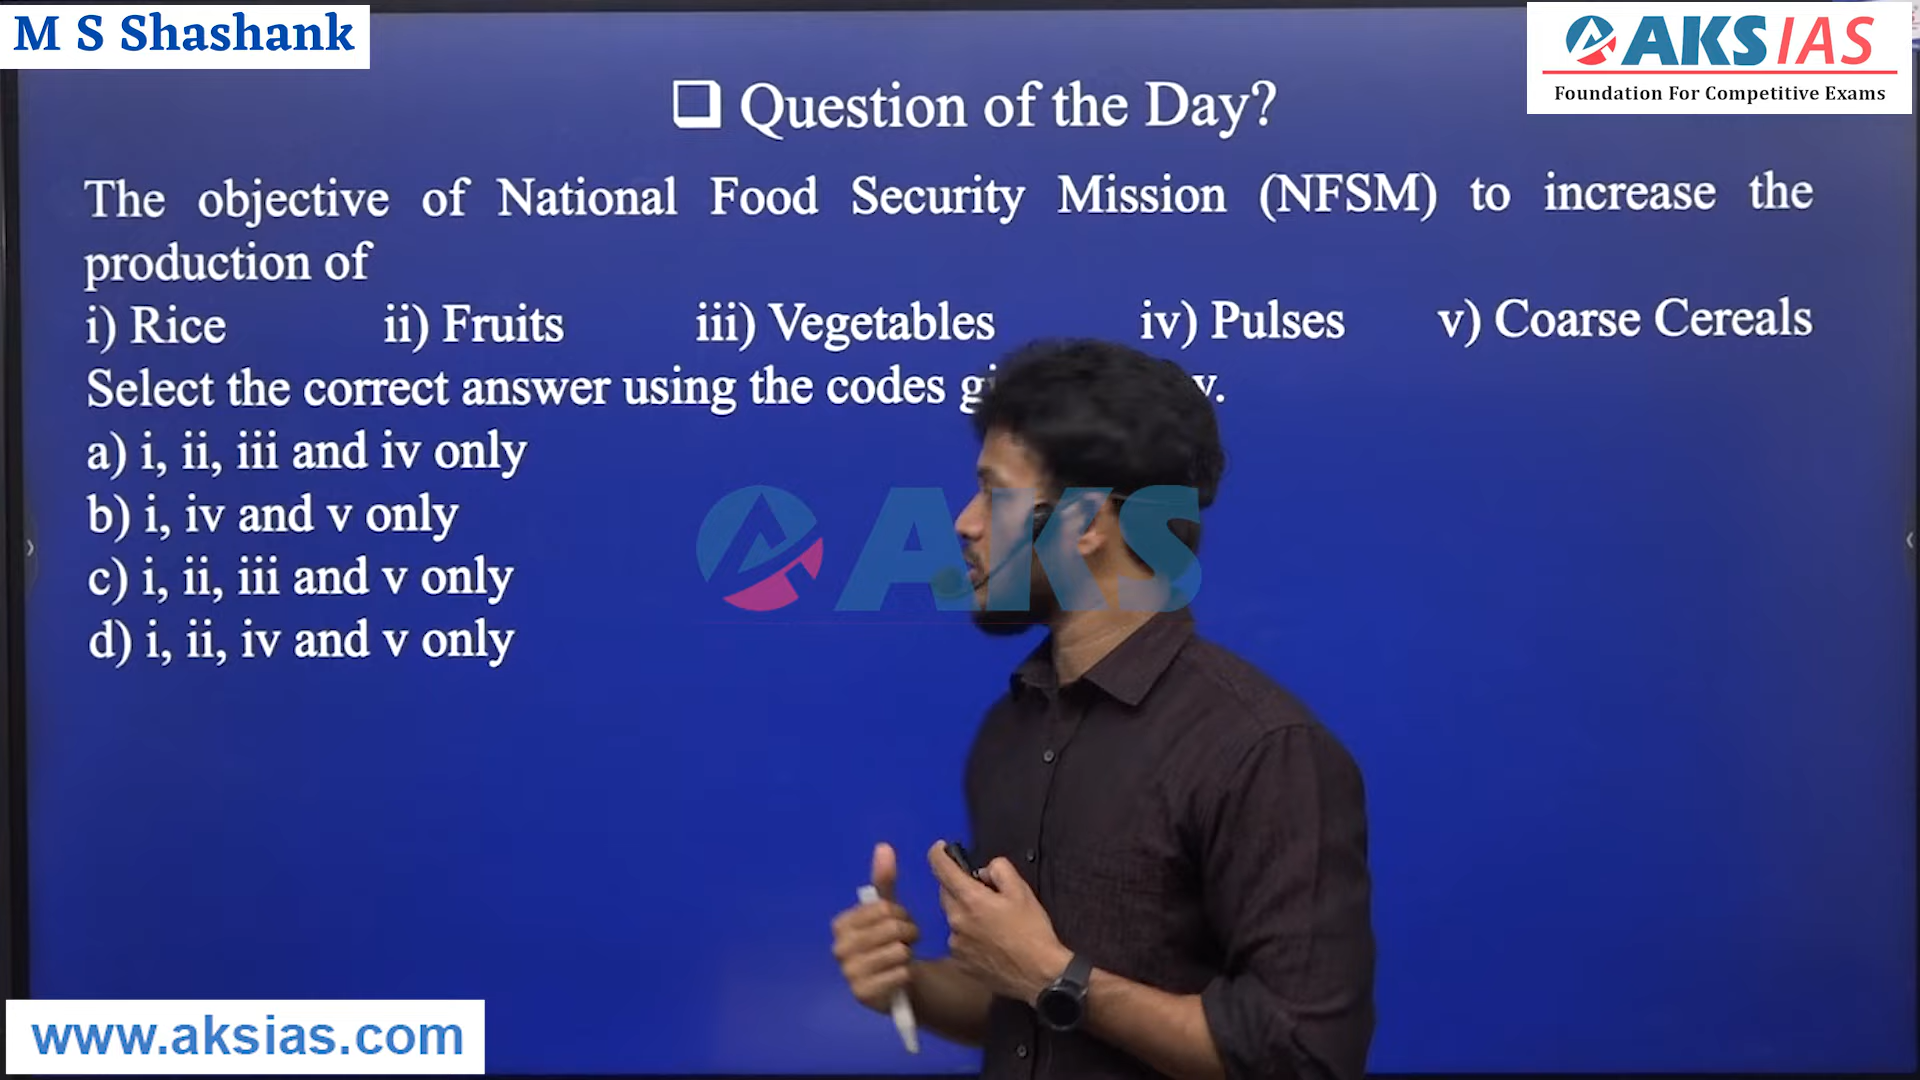 M S Shashank
AKS IAS
Foundation For Competitive Exams
Question of the Day?
The objective of National Food Security Mission (NFSM) to increase the
production of
i) Rice ii) Fruits iii) Vegetables iv) Pulses v) Coarse Cereals
Select the correct answer using the codes
a) i, ii, iii and iv only
b) i, iv and v only
c) i, ii, iii and v only
d) i, ii, iv and v only
AKS
www.aksias.com